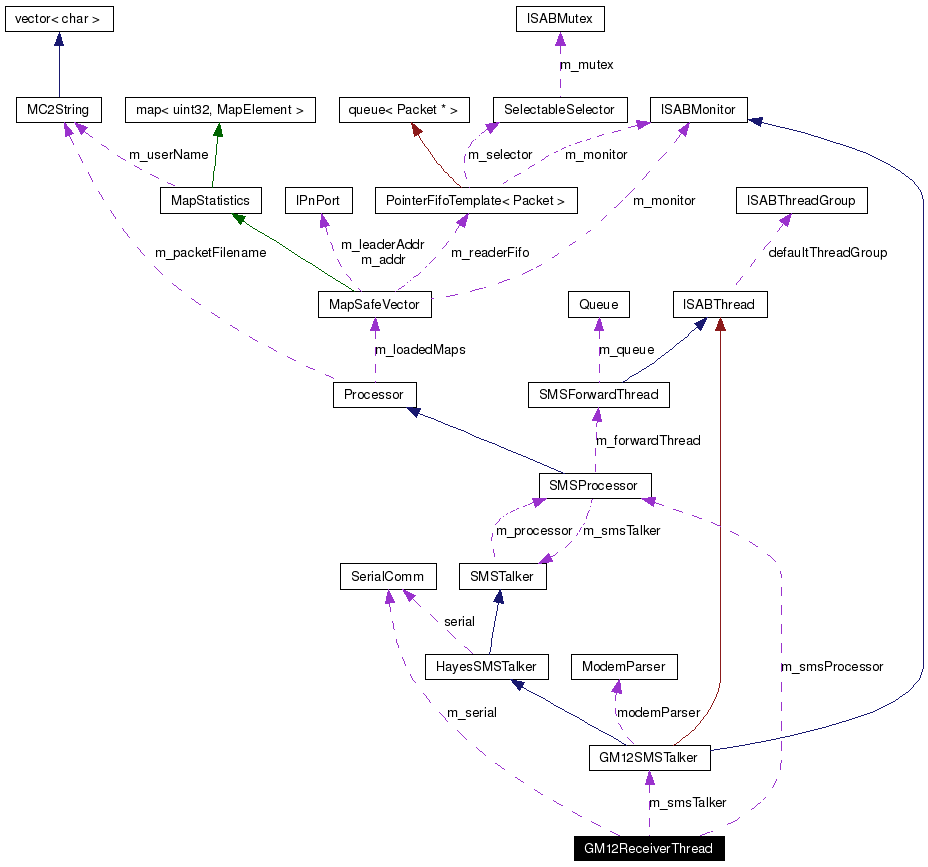 vector< char >
ISABMutex
m_mutex
MC2String
map< uint32, MapElement >
queue< Packet * >
SelectableSelector
ISABMonitor
m_userName
m_selector
m_monitor
MapStatistics
IPnPort
PointerFifoTemplate< Packet >
m_monitor
ISABThreadGroup
m_packetFilename
m_leaderAddr
m_addr
m_readerFifo
defaultThreadGroup
MapSafeVector
Queue
ISABThread
m_loadedMaps
m_queue
Processor
SMSForwardThread
m_forwardThread
SMSProcessor
m_processor
m_smsTalker
SerialComm
SMSTalker
serial
HayesSMSTalker
ModemParser
m_smsProcessor
m_serial
modemParser
GM12SMSTalker
m_smsTalker
GM12ReceiverThread